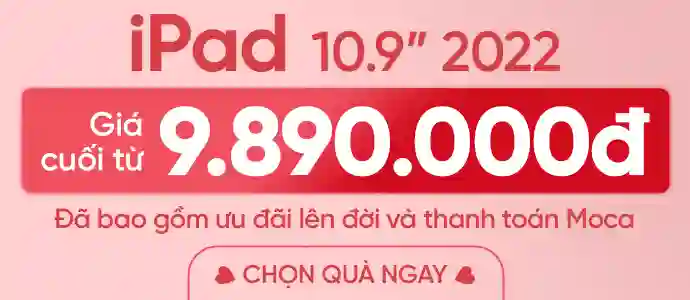 iPad 10.9" 2022
Giá
cuối từ
9.890.000đ
Đã bao gồm ưu đãi lên đời và thanh toán Moca
CHỌN QUÀ NGAY